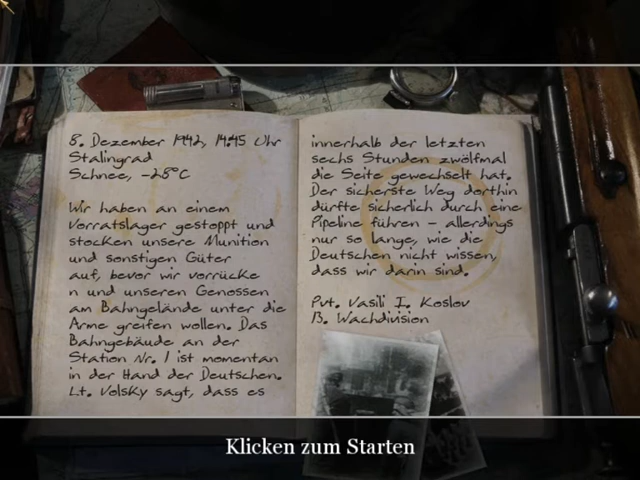 8. Dezember 1942, 14:45 Uhr
Stalingrad
Schnee, -28°C
Wir haben an einem
Vorratslager gestoppt und
stocken unsere Munition
und sonstigen Güter
auf, bevor wir vorrücke
n und unseren Genossen
am Bahngelände unter die
Arme greifen wollen. Das
Bahngebäude an der
Station Nr. 1 ist momentan
in der Hand der Deutschen.
Lt. Volsky sagt, dass es
innerhalb der letzten
sechs Stunden zwölfmal
die Seite gewechselt hat.
Der sicherste Weg dorthin
dürfte sicherlich durch eine
Pipeline führen - allerdings
nur so lange, wie die
Deutschen nicht wissen,
dass wir darin sind.
Pvt. Vasili I. Koslov
13. Wachdivision
Klicken zum Starten